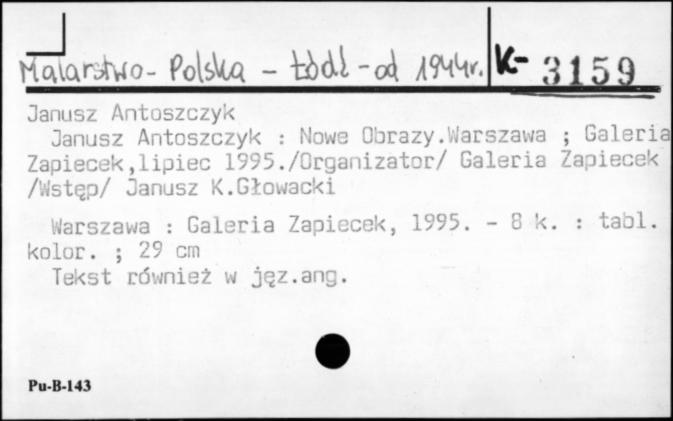 Malarstwo - Polska - Łódź - od 1944r. K- 3159
Janusz Antoszczyk
Janusz Antoszczyk : Nowe Obrazy.Warszawa ; Galeria
Zapiecek,lipiec 1995./Organizator/ Galeria Zapiecek
/Wstęp/ Janusz K.Głowacki
Warszawa : Galeria Zapiecek, 1995. - 8 k. : tabl.
kolor. ; 29 cm
Tekst również w jęz.ang.
Pu-B-143